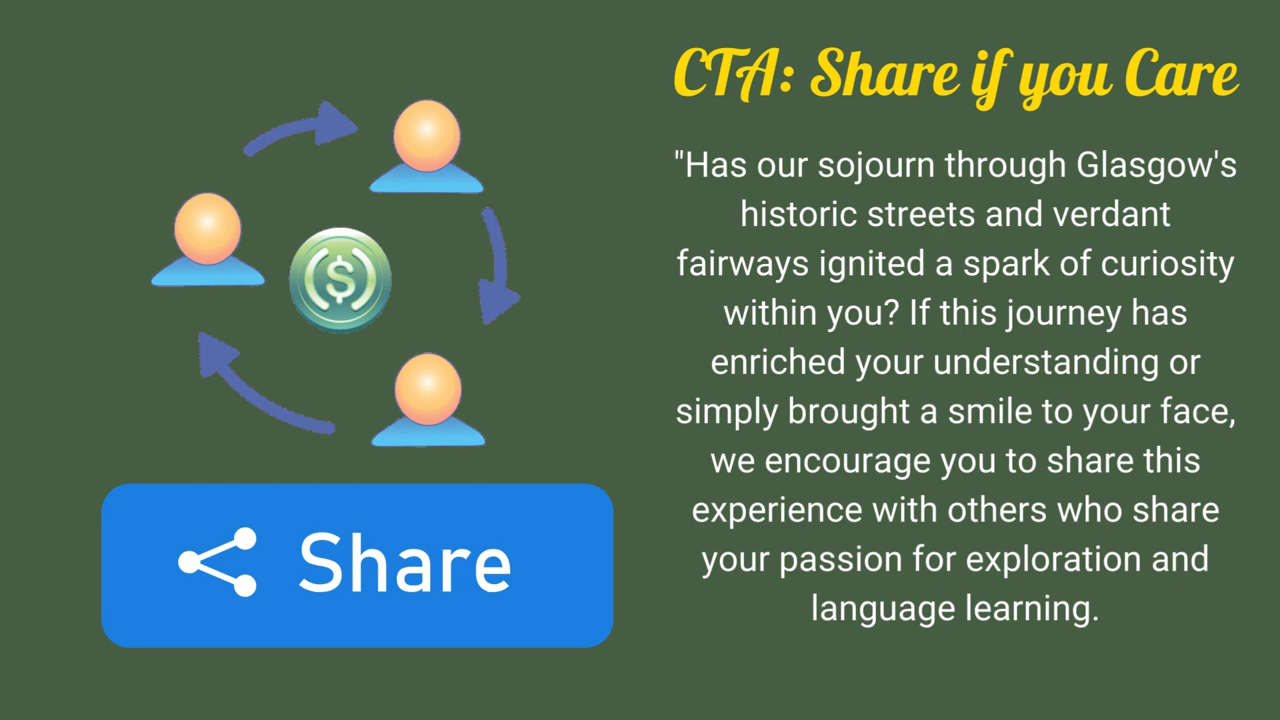 CTA: Share if you Care
"Has our sojourn through Glasgow's
historic streets and verdant
fairways ignited a spark of curiosity
within you? If this journey has
enriched your understanding or
simply brought a smile to your face,
we encourage you to share this
experience with others who share
your passion for exploration and
language learning.
$
Share